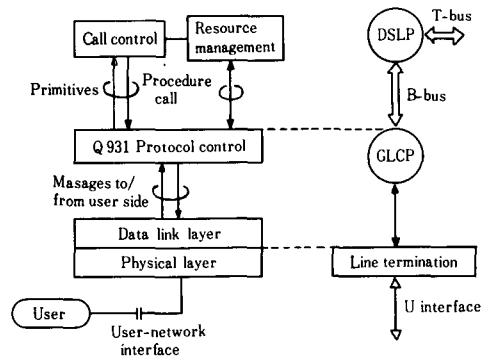 Call control
Resource
management
DSLP
T-bus
Primitives
Procedure
call
B-bus
Q 931 Protocol control
GLCP
Masages to/
from user side
Data link layer
Physical layer
Line termination
User
User-network
interface
U interface